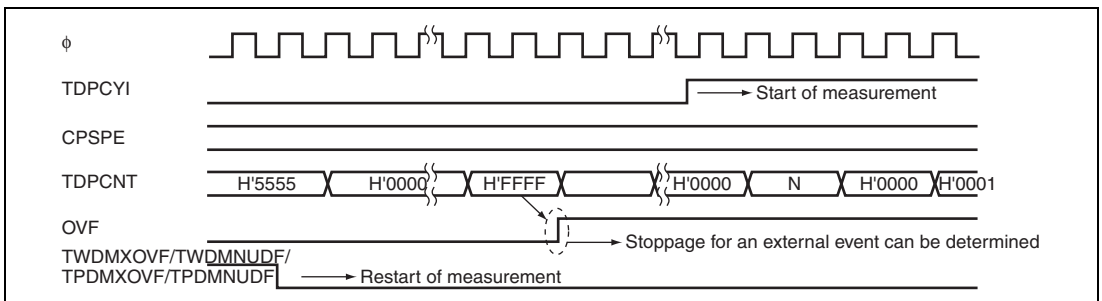 ϕ
TDPCYI
Start of measurement
CPSPE
TDPCNT H'5555 H'0000 H'FFFF H'0000 N H'0000 H'0001
OVF
Stoppage for an external event can be determined
TWDMXOVF/TWDMNUDF/
TPDMXOVF/TPDMNUDF Restart of measurement